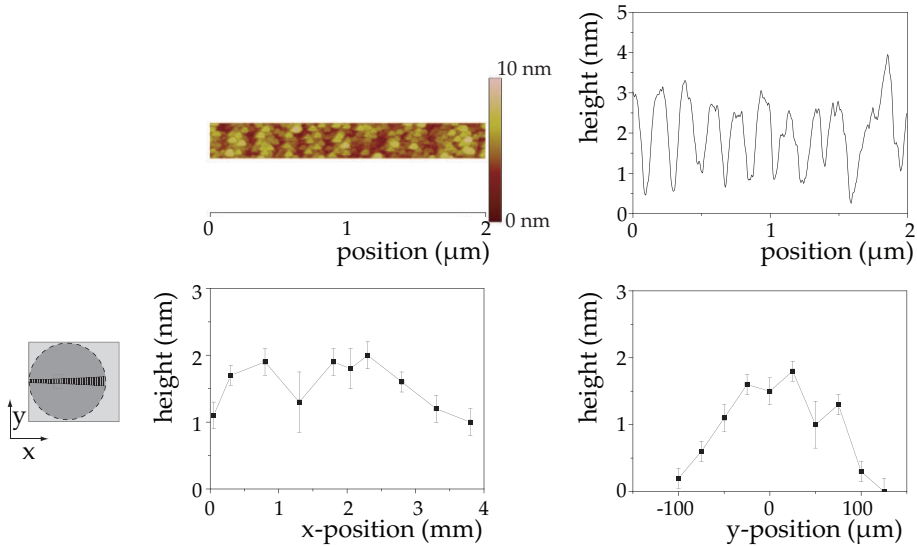 10 nm
0 nm
0
1
2
position (µm)
height (nm)
5
4
3
2
1
0
0
1
2
position (µm)
y
x
height (nm)
3
2
1
0
0
1
2
3
4
x-position (mm)
height (nm)
3
2
1
0
-100
0
100
y-position (µm)